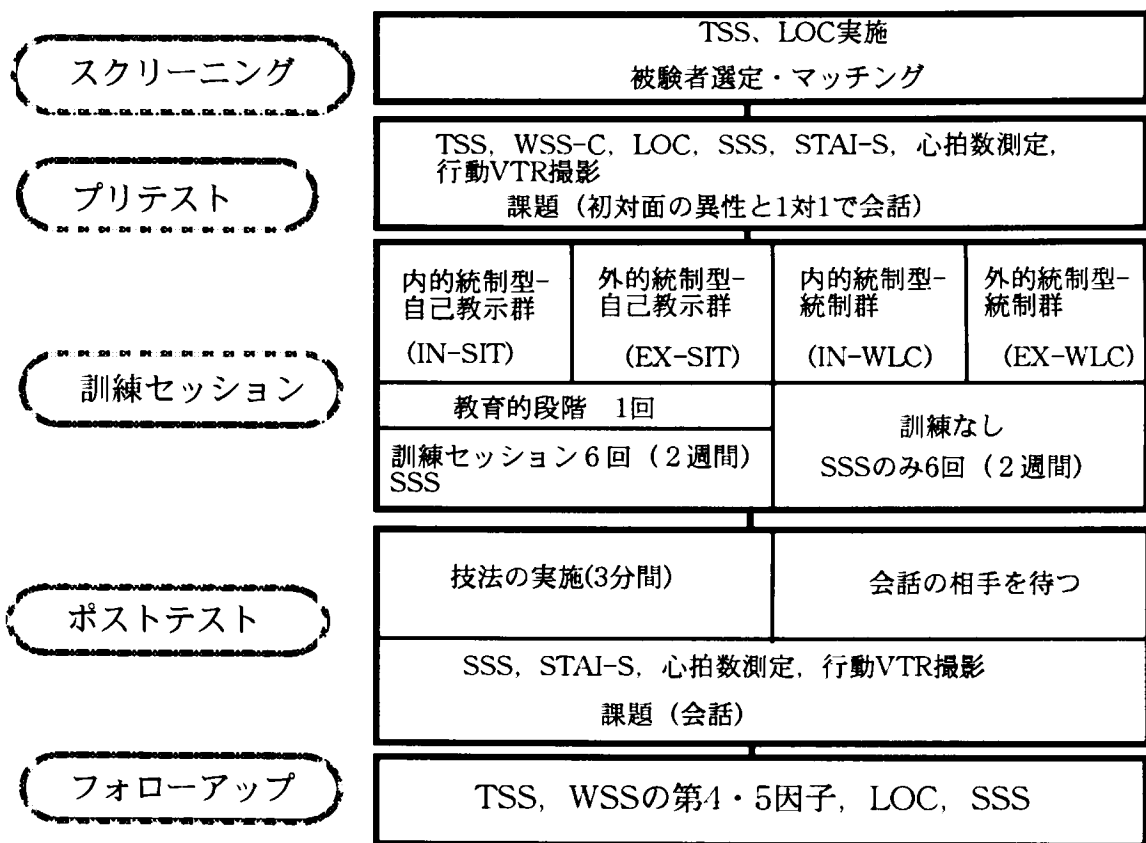 スクリーニング
TSS、LOC実施
被験者選定・マッチング
プリテスト
TSS, WSS-C, LOC, SSS, STAI-S, 心拍数測定,
行動VTR撮影
課題（初対面の異性と1対1で会話）
訓練セッション
内的統制型-
自己教示群
(IN-SIT)
外的統制型-
自己教示群
(EX-SIT)
内的統制型-
統制群
(IN-WLC)
外的統制型-
統制群
(EX-WLC)
教育的段階　1回
訓練セッション６回（２週間）
SSS
訓練なし
SSSのみ6回（２週間）
ポストテスト
技法の実施(3分間)
会話の相手を待つ
SSS, STAI-S, 心拍数測定, 行動VTR撮影
課題（会話）
フォローアップ
TSS, WSSの第4・5因子, LOC, SSS